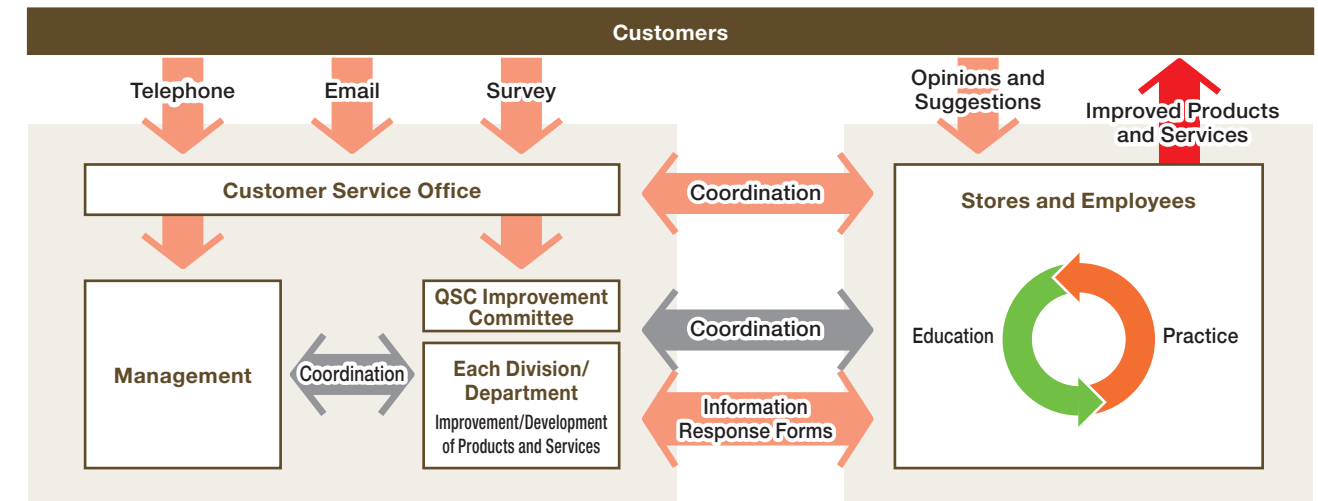 Customers
Telephone
Email
Survey
Opinions and
Suggestions
Improved Products
and Services
Customer Service Office
Coordination
Stores and Employees
QSC Improvement
Committee
Coordination
Education
Practice
Management
Coordination
Each Division/
Department
Improvement/Development
of Products and Services
Information
Response Forms